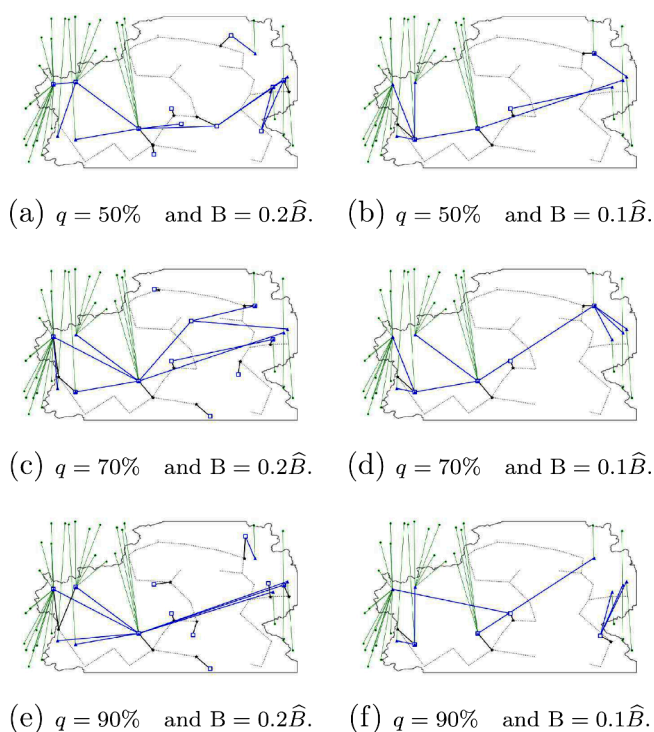 (a) q = 50% and B = 0.2B̂.
(b) q = 50% and B = 0.1B̂.
(c) q = 70% and B = 0.2B̂.
(d) q = 70% and B = 0.1B̂.
(e) q = 90% and B = 0.2B̂.
(f) q = 90% and B = 0.1B̂.